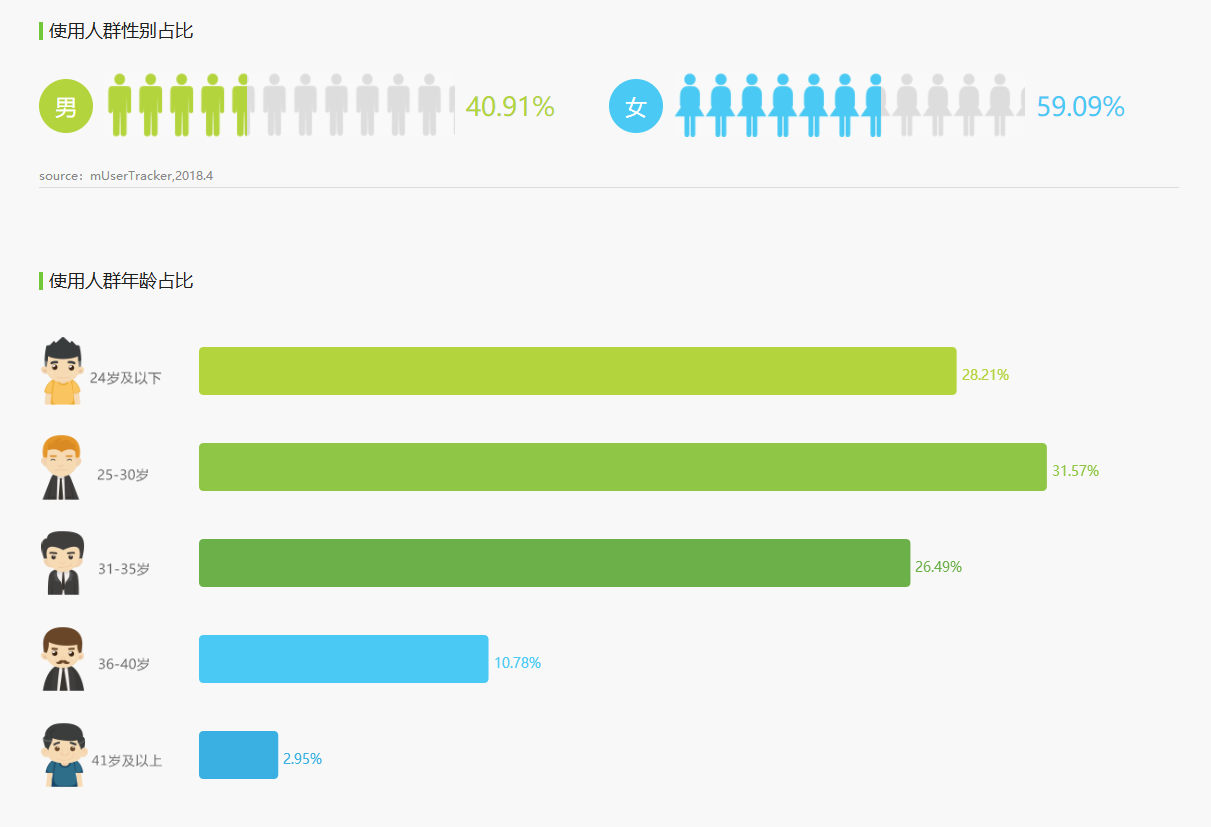 使用人群性别占比
男 40.91% 女 59.09%
source：mUserTracker,2018.4
使用人群年龄占比
24岁及以下 28.21%
25-30岁 31.57%
31-35岁 26.49%
36-40岁 10.78%
41岁及以上 2.95%